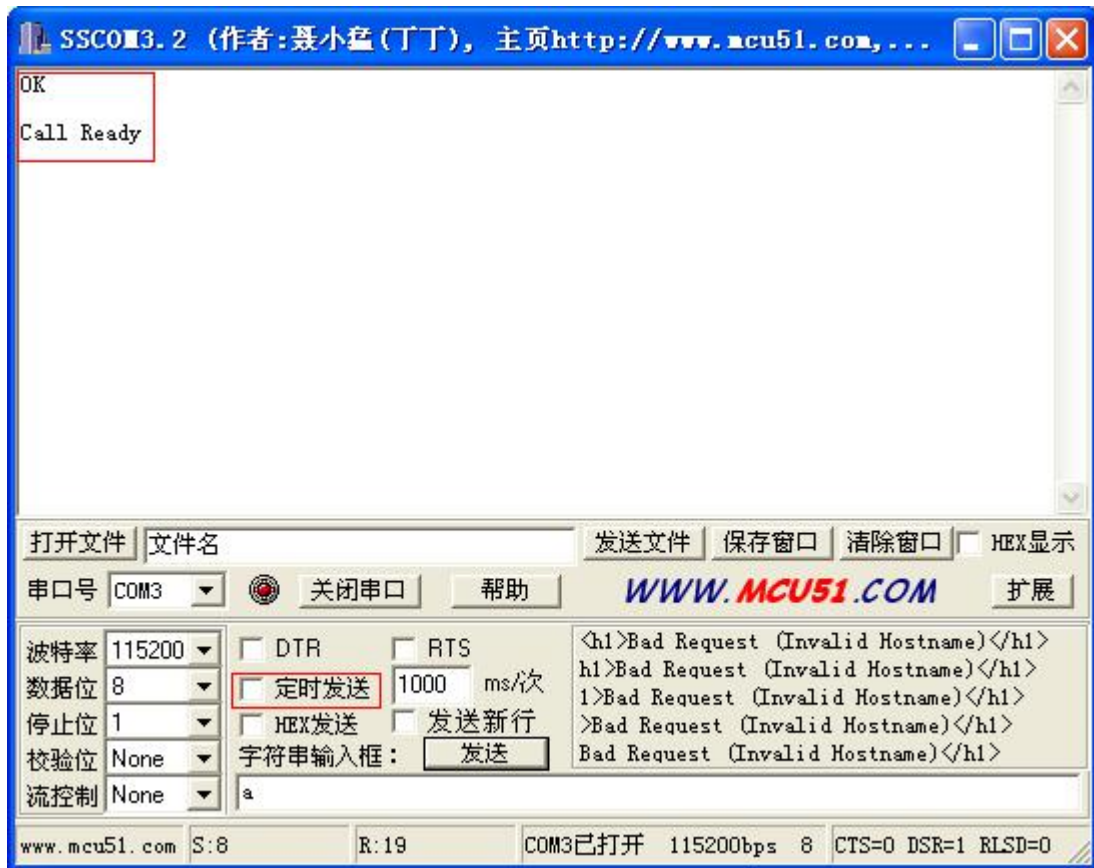 SSCOM3.2 (作者:聂小猛(丁丁), 主页http://www.mcu51.com,...
OK
Call Ready
打开文件 文件名 发送文件 保存窗口 清除窗口 HEX显示
串口号 COM3 关闭串口 帮助 WWW.MCU51.COM 扩展
波特率 115200 DTR RTS
数据位 8 定时发送 1000 ms/次
停止位 1 HEX发送 发送新行
校验位 None 字符串输入框: 发送
流控制 None a
<h1>Bad Request (Invalid Hostname)</h1>
h1>Bad Request (Invalid Hostname)</h1>
1>Bad Request (Invalid Hostname)</h1>
>Bad Request (Invalid Hostname)</h1>
Bad Request (Invalid Hostname)</h1>
www.mcu51.com S:8 R:19 COM3已打开 115200bps 8 CTS=0 DSR=1 RLSD=0